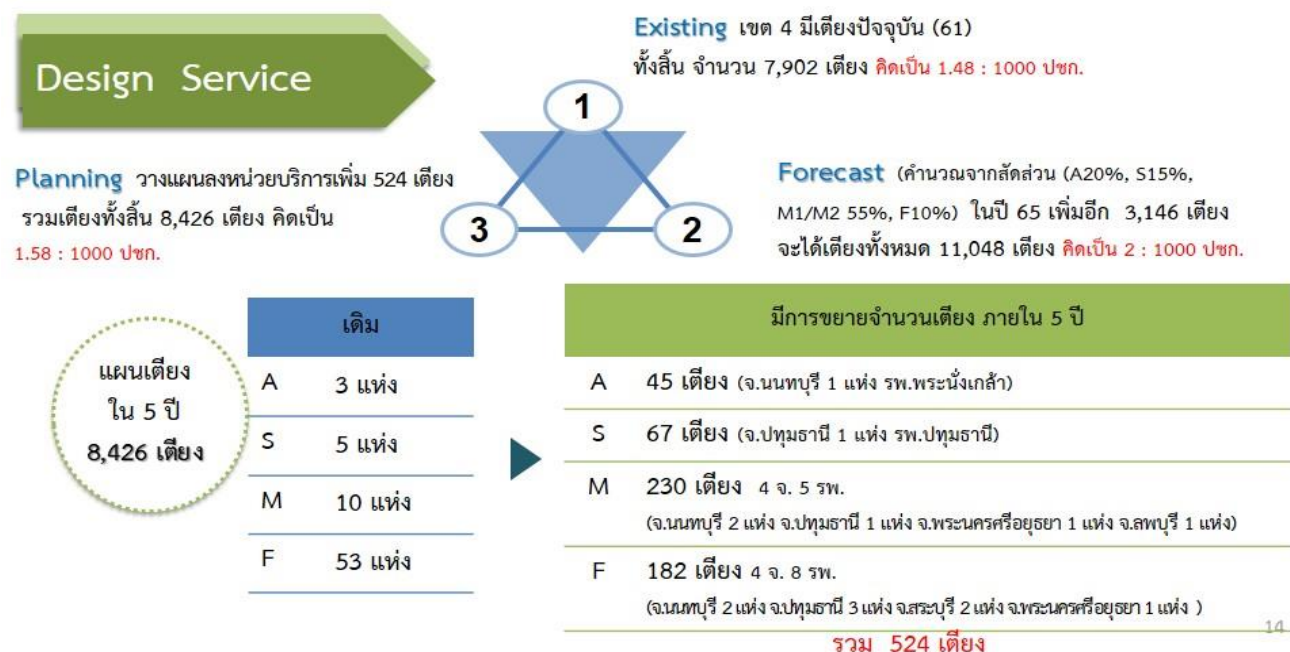 Design Service
Existing เขต 4 มีเตียงปัจจุบัน (61)
ทั้งสิ้น จำนวน 7,902 เตียง คิดเป็น 1.48 : 1000 ปชก.
1
Planning วางแผนลงหน่วยบริการเพิ่ม 524 เตียง
รวมเตียงทั้งสิ้น 8,426 เตียง คิดเป็น
1.58 : 1000 ปชก.
3
2
Forecast (คำนวณจากสัดส่วน (A20%, S15%,
M1/M2 55%, F10%) ในปี 65 เพิ่มอีก 3,146 เตียง
จะได้เตียงทั้งหมด 11,048 เตียง คิดเป็น 2 : 1000 ปชก.
แผนเตียง
ใน 5 ปี
8,426 เตียง
เดิม
A 3 แห่ง
S 5 แห่ง
M 10 แห่ง
F 53 แห่ง
มีการขยายจำนวนเตียง ภายใน 5 ปี
A 45 เตียง (จ.นนทบุรี 1 แห่ง รพ.พระนั่งเกล้า)
S 67 เตียง (จ.ปทุมธานี 1 แห่ง รพ.ปทุมธานี)
M 230 เตียง 4 จ. 5 รพ.
(จ.นนทบุรี 2 แห่ง จ.ปทุมธานี 1 แห่ง จ.พระนครศรีอยุธยา 1 แห่ง จ.ลพบุรี 1 แห่ง)
F 182 เตียง 4 จ. 8 รพ.
(จ.นนทบุรี 2 แห่ง จ.ปทุมธานี 3 แห่ง จ.สระบุรี 2 แห่ง จ.พระนครศรีอยุธยา 1 แห่ง )
รวม 524 เตียง
14